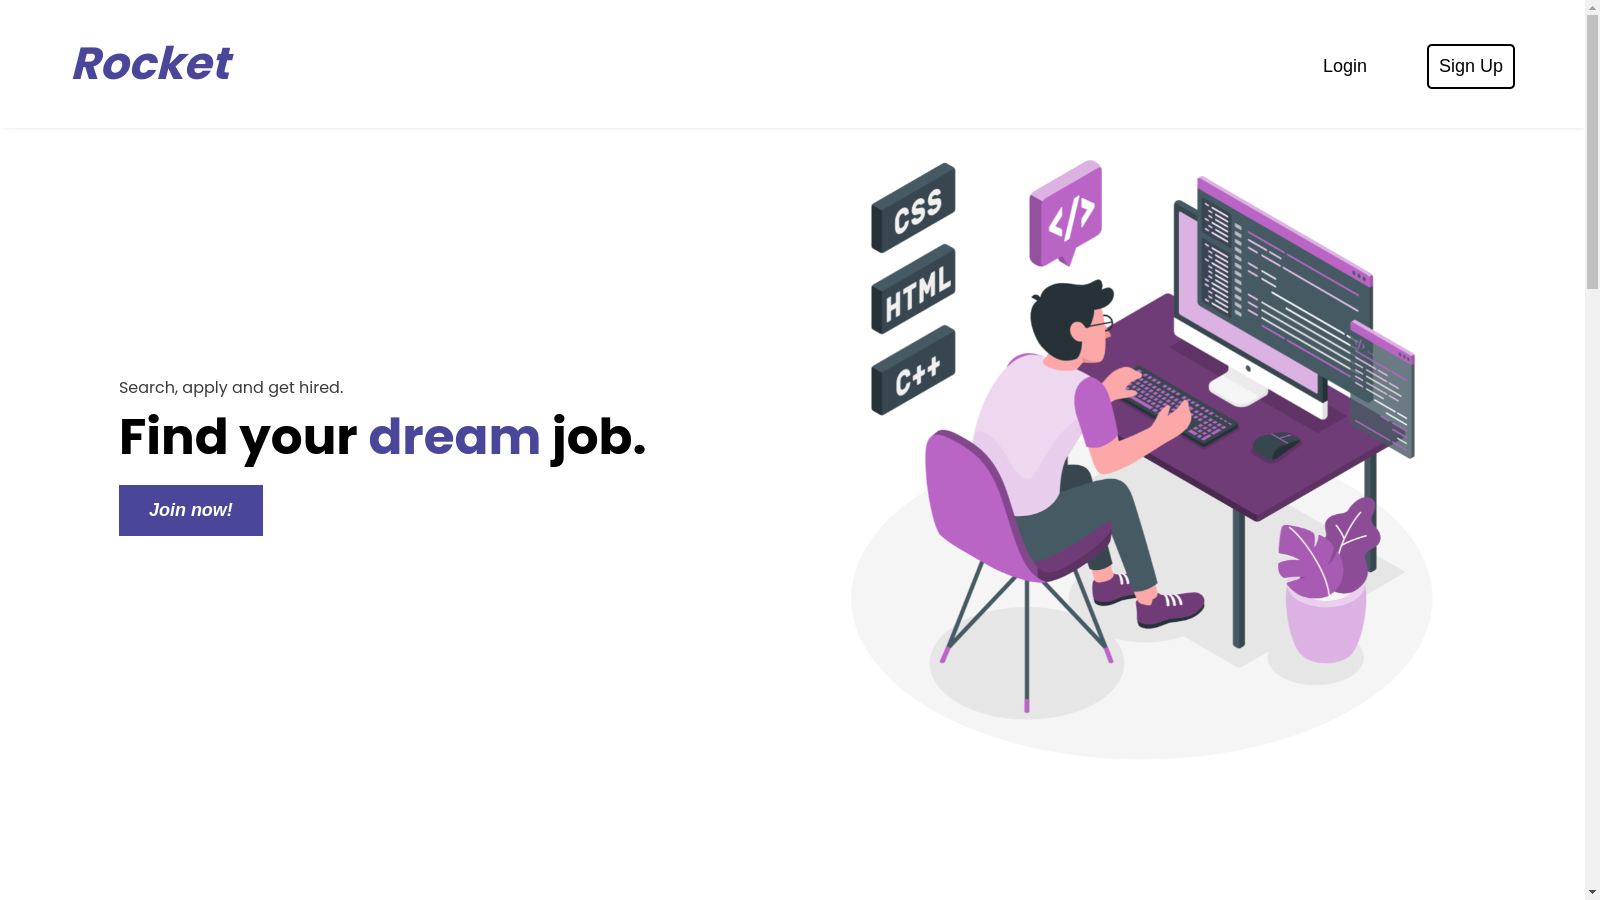 Rocket
Login
Sign Up
CSS
</>
HTML
C++
Search, apply and get hired.
Find your dream job.
Join now!